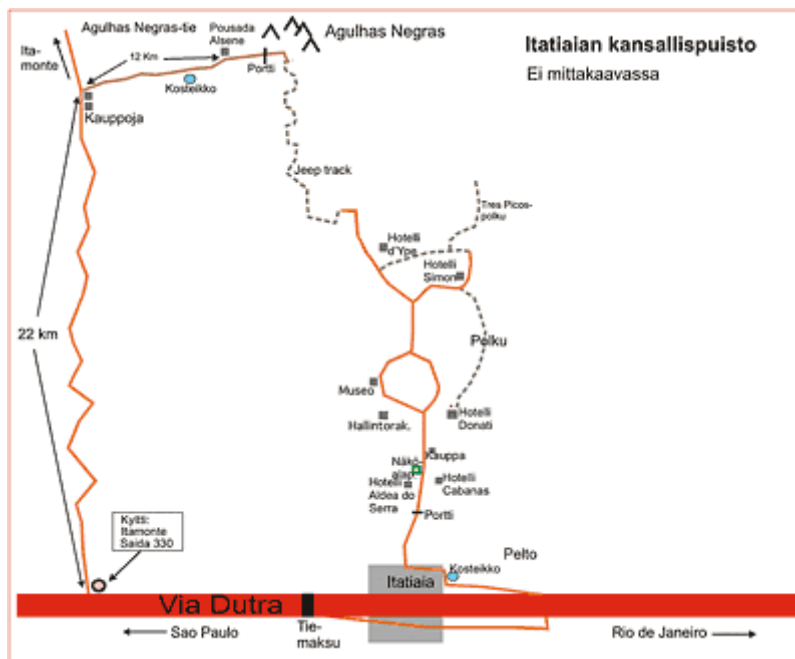 Agulhas Negras-tie
Pousada
Alsene
Agulhas Negras
Itatiaian kansallispuisto
Ei mittakaavassa
Ita-
monte
12 Km
Portti
Kosteikko
Kauppoja
Jeep track
Tres Picos-
polku
Hotelli
d'Ype
Hotelli
Simon
22 km
Polku
Museo
Hallintorak.
Hotelli
Donati
Kauppa
Näkö-
alap.
Hotelli
Cabanas
Hotelli
Aldea do
Serra
Portti
Kyltti:
Itamonte
Saida 330
Pelto
Kosteikko
Itatiaia
Via Dutra
Sao Paulo
Tie-
maksu
Rio de Janeiro